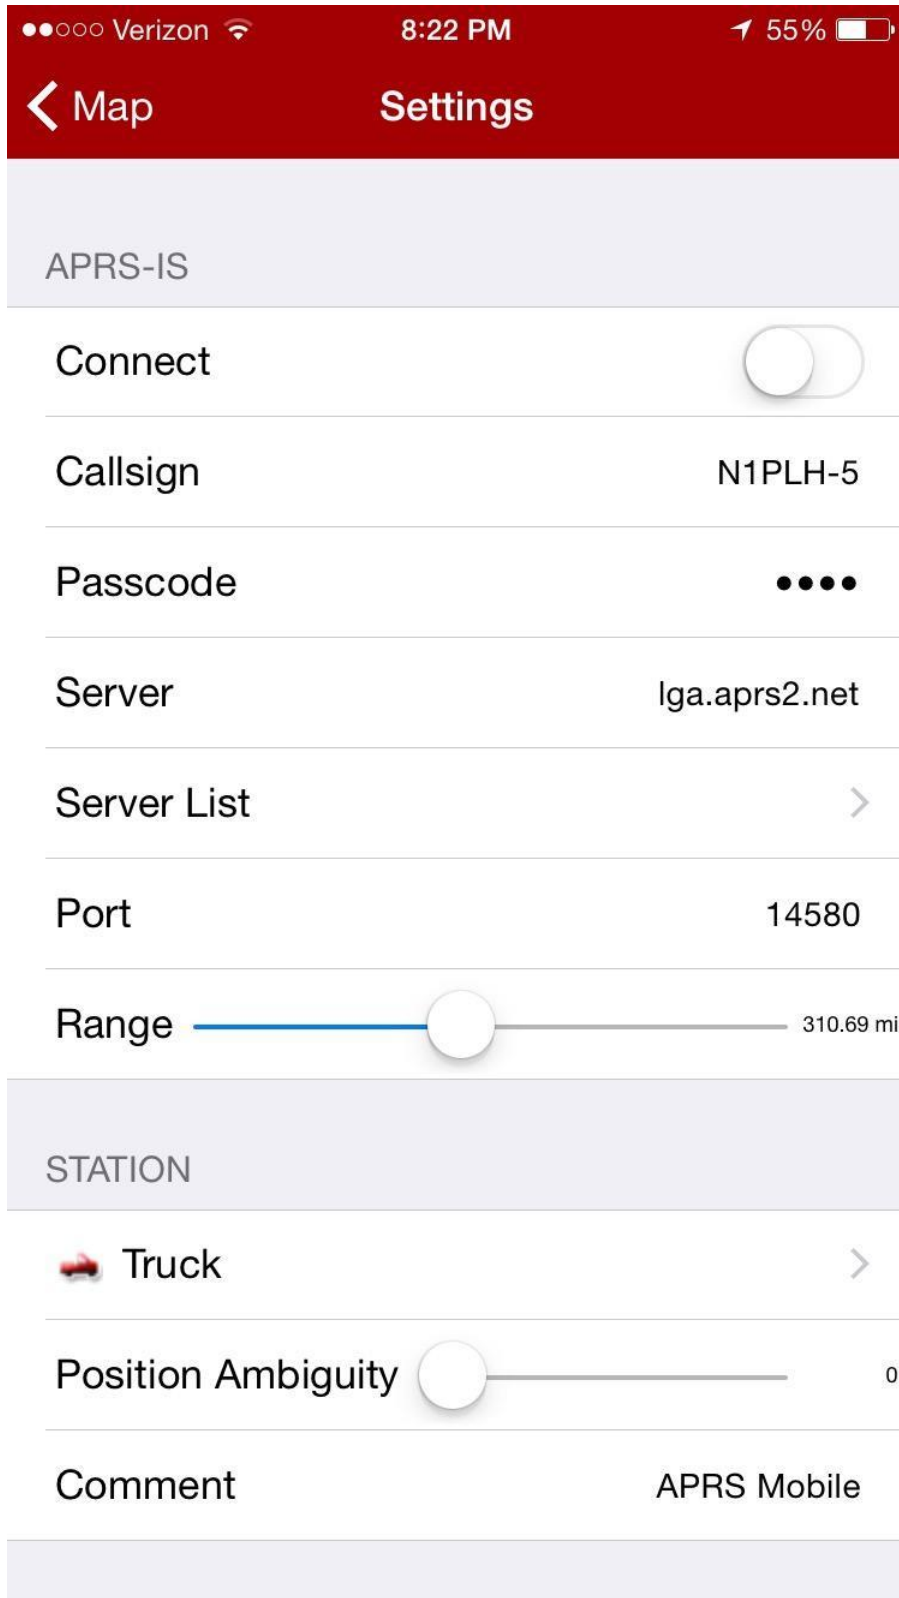 Verizon 8:22 PM 55%
Map Settings
APRS-IS
Connect
Callsign N1PLH-5
Passcode ••••
Server lga.aprs2.net
Server List
Port 14580
Range 310.69 mi
STATION
Truck
Position Ambiguity 0
Comment APRS Mobile